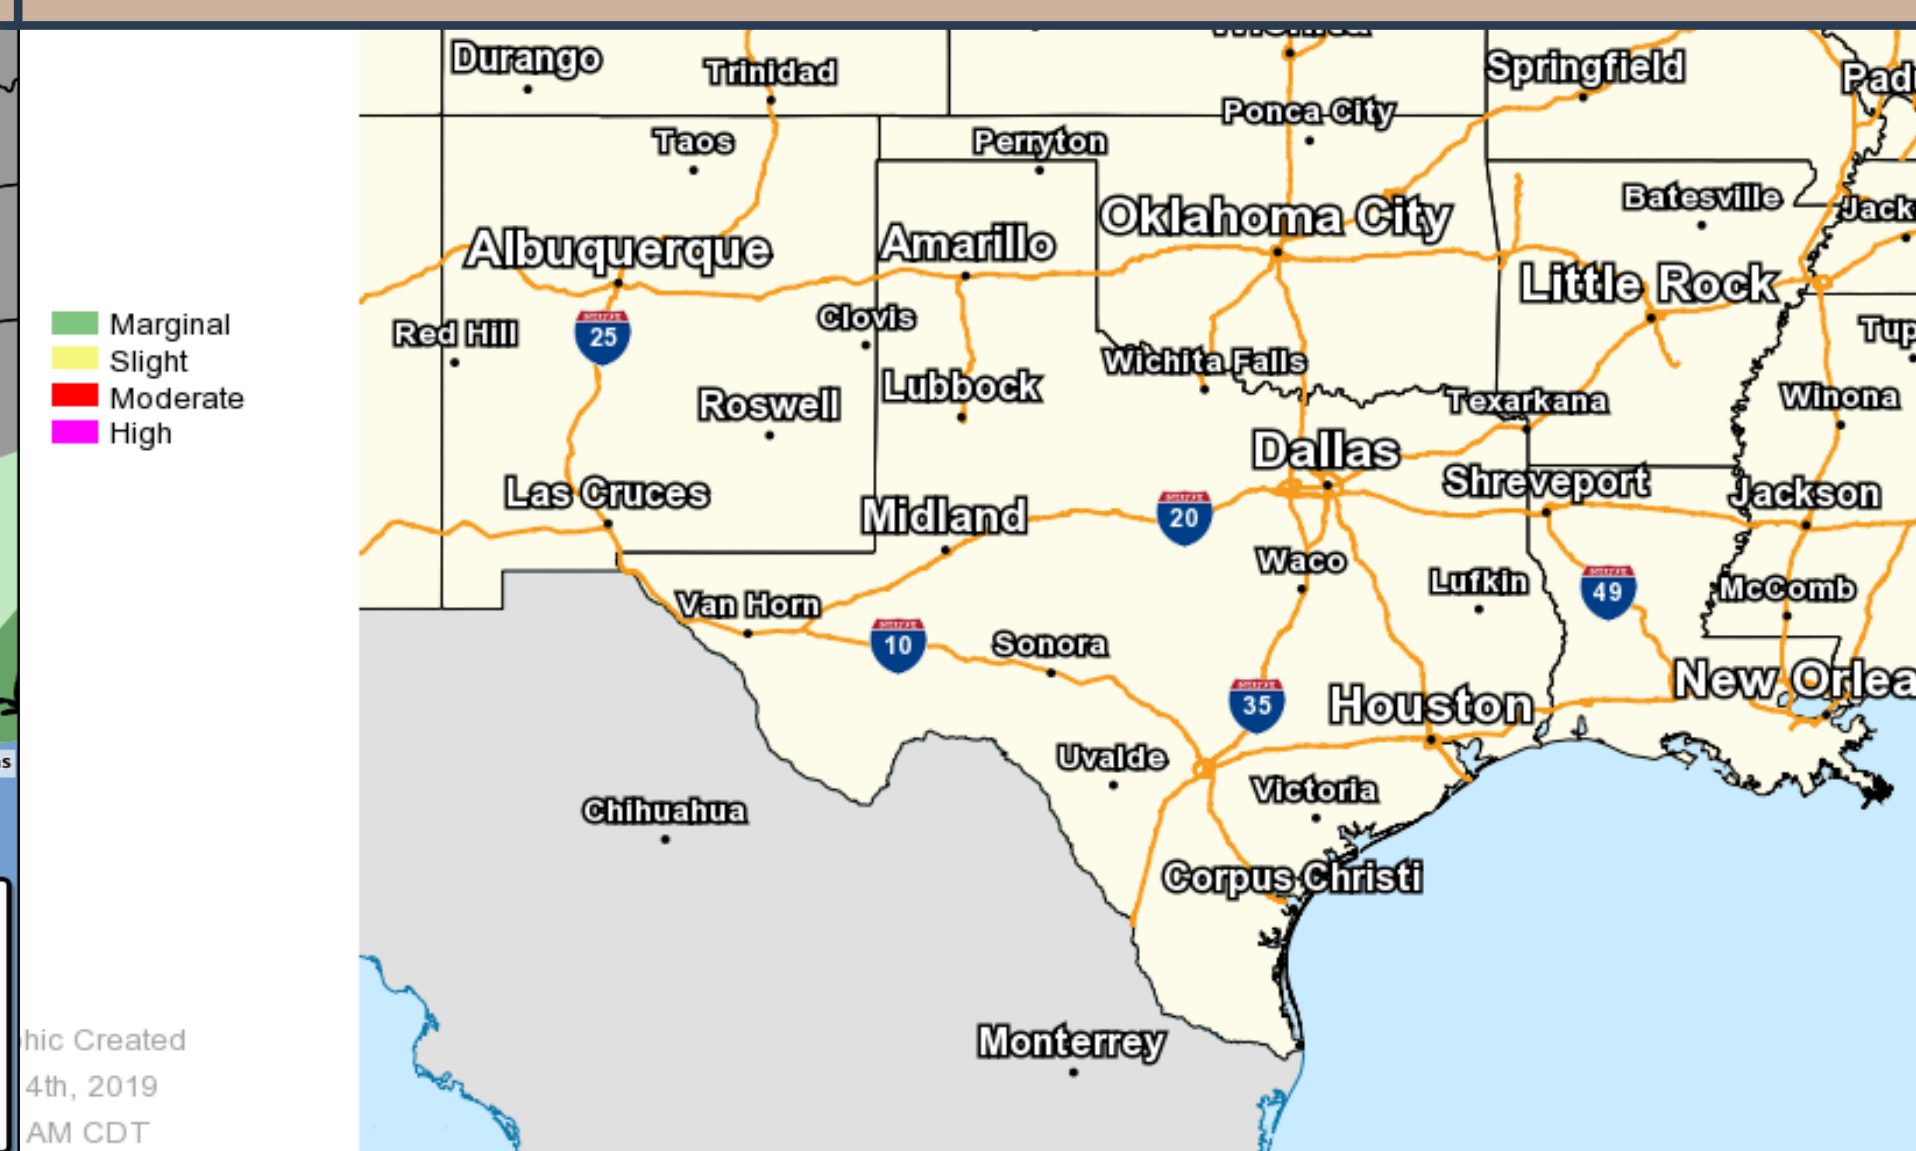 Durango
Trinidad
Springfield
Ponca City
Taos
Perryton
Batesville
Oklahoma City
Albuquerque
Amarillo
Little Rock
Clovis
Red Hill
25
Marginal
Slight
Moderate
High
Wichita Falls
Lubbock
Roswell
Texarkana
Winona
Dallas
Las Cruces
Shreveport
Jackson
Midland
20
Waco
Lufkin
49
McComb
Van Horn
10
Sonora
35
Houston
New Orlea
Uvalde
Victoria
Chihuahua
Corpus Christi
Monterrey
hic Created
4th, 2019
AM CDT